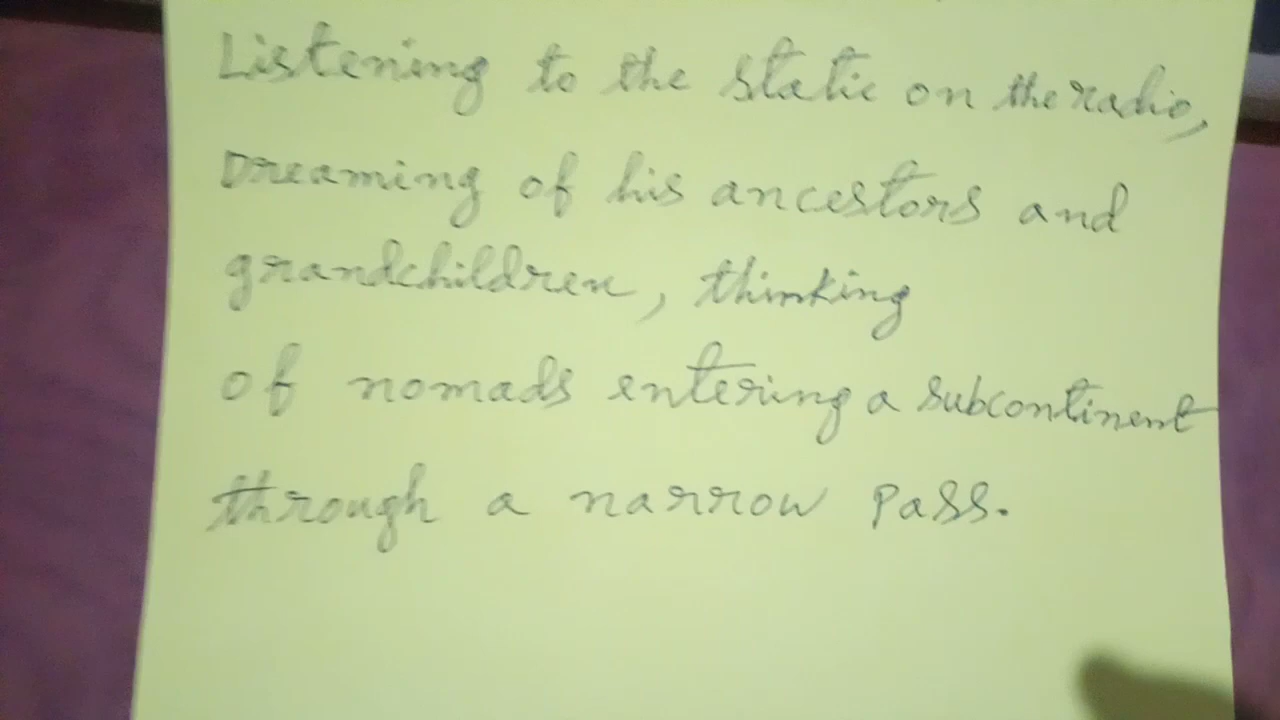 Listening to the static on the radio,
Dreaming of his ancestors and
grandchildren, thinking
of nomads entering a subcontinent
through a narrow pass.